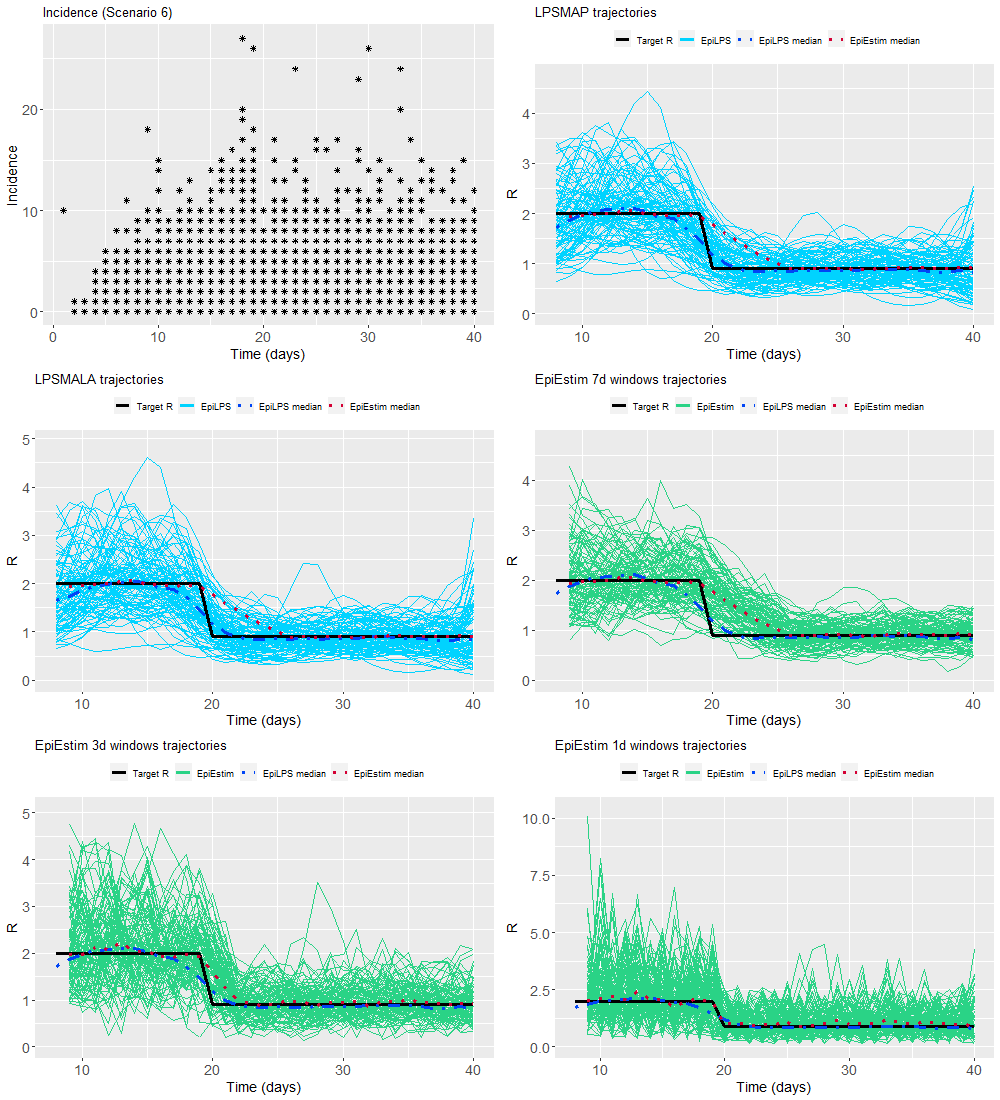 Incidence (Scenario 6)
Incidence
20
10
0
0 10 20 30 40
Time (days)
LPSMAP trajectories
Target R EpiLPS EpiLPS median EpiEstim median
R
4
3
2
1
0
10 20 30 40
Time (days)
LPSMALA trajectories
Target R EpiLPS EpiLPS median EpiEstim median
R
5
4
3
2
1
0
10 20 30 40
Time (days)
EpiEstim 7d windows trajectories
Target R EpiEstim EpiLPS median EpiEstim median
R
4
3
2
1
0
10 20 30 40
Time (days)
EpiEstim 3d windows trajectories
Target R EpiEstim EpiLPS median EpiEstim median
R
5
4
3
2
1
0
10 20 30 40
Time (days)
EpiEstim 1d windows trajectories
Target R EpiEstim EpiLPS median EpiEstim median
R
10.0
7.5
5.0
2.5
0.0
10 20 30 40
Time (days)